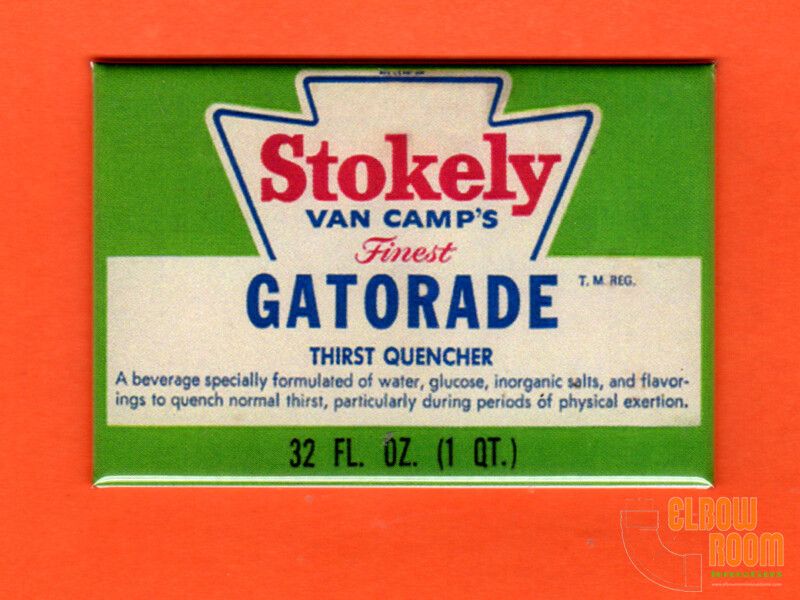 Stokely
VAN CAMP'S
Finest
GATORADE
T. M. REG.
THIRST QUENCHER
A beverage specially formulated of water, glucose, inorganic salts, and flavor-
ings to quench normal thirst, particularly during periods óf physical exertion.
32 FL. OZ. (1 QT.)
ELBOW
ROOM